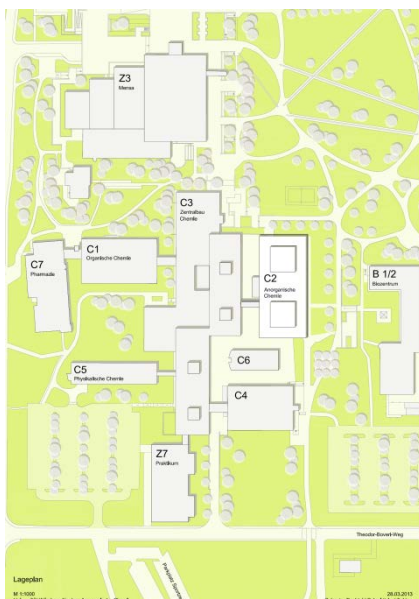 Z3
Mensa
C3
Zentralbau
Chemie
C1
Organische Chemie
C7
Pharmazie
C2
Anorganische
Chemie
B 1/2
Biozentrum
C6
C5
Physikalische Chemie
C4
Z7
Praktikum
Theodor-Boveri-Weg
Lageplan
M 1:1000
26.03.2013